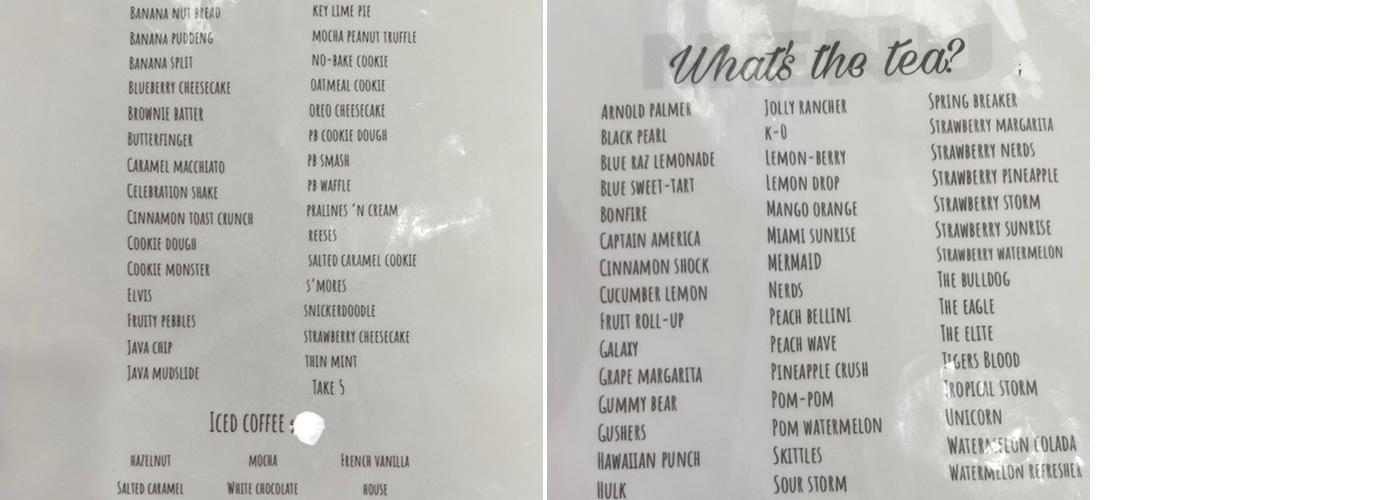 BANANA NUT BREAD
BANANA PUDDENG
BANANA SPLIT
BLUEBERRY CHEESECAKE
BROWNIE BATTER
BUTTERFINGER
CARAMEL MACCHIATO
CELEBRATION SHAKE
CINNAMON TOAST CRUNCH
COOKIE DOUGH
COOKIE MONSTER
ELVIS
FRUITY PEBBLES
JAVA CHIP
JAVA MUDSLIDE
KEY LIME PIE
MOCHA PEANUT TRUFFLE
NO-BAKE COOKIE
OATMEAL COOKIE
OREO CHEESECAKE
PB COOKIE DOUGH
PB SMASH
PB WAFFLE
PRALINES 'N CREAM
REESES
SALTED CARAMEL COOKIE
S'MORES
SNICKERDOODLE
STRAWBERRY CHEESECAKE
THIN MINT
TAKE 5
ICED COFFEE :
HAZELNUT MOCHA FRENCH VANILLA
SALTED CARAMEL WHITE CHOCOLATE HOUSE
MENU
What's the tea?
ARNOLD PALMER
BLACK PEARL
BLUE RAZ LEMONADE
BLUE SWEET-TART
BONFIRE
CAPTAIN AMERICA
CINNAMON SHOCK
CUCUMBER LEMON
FRUIT ROLL-UP
GALAXY
GRAPE MARGARITA
GUMMY BEAR
GUSHERS
HAWAIIAN PUNCH
HULK
JOLLY RANCHER
K-O
LEMON-BERRY
LEMON DROP
MANGO ORANGE
MIAMI SUNRISE
MERMAID
NERDS
PEACH BELLINI
PEACH WAVE
PINEAPPLE CRUSH
POM-POM
POM WATERMELON
SKITTLES
SOUR STORM
SPRING BREAKER
STRAWBERRY MARGARITA
STRAWBERRY NERDS
STRAWBERRY PINEAPPLE
STRAWBERRY STORM
STRAWBERRY SUNRISE
STRAWBERRY WATERMELON
THE BULLDOG
THE EAGLE
THE ELITE
TIGERS BLOOD
TROPICAL STORM
UNICORN
WATERMELON COLADA
WATERMELON REFRESHER